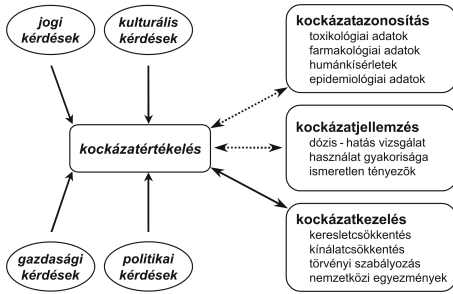 jogi
kérdések
kulturális
kérdések
kockázatértékelés
gazdasági
kérdések
politikai
kérdések
kockázatazonosítás
toxikológiai adatok
farmakológiai adatok
humánkísérletek
epidemiológiai adatok
kockázatjellemzés
dózis - hatás vizsgálat
használat gyakorisága
ismeretlen tényezõk
kockázatkezelés
keresletcsökkentés
kínálatcsökkentés
törvényi szabályozás
nemzetközi egyezmények